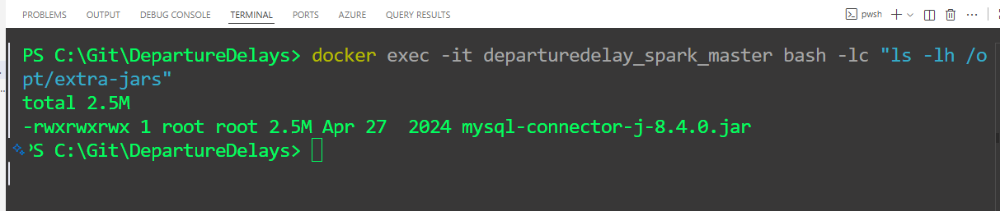 PROBLEMS OUTPUT DEBUG CONSOLE TERMINAL PORTS AZURE QUERY RESULTS pwsh
PS C:\Git\DepartureDelays> docker exec -it departuredelay_spark_master bash -lc "ls -lh /o
pt/extra-jars"
total 2.5M
-rwxrwxrwx 1 root root 2.5M Apr 27  2024 mysql-connector-j-8.4.0.jar
PS C:\Git\DepartureDelays>